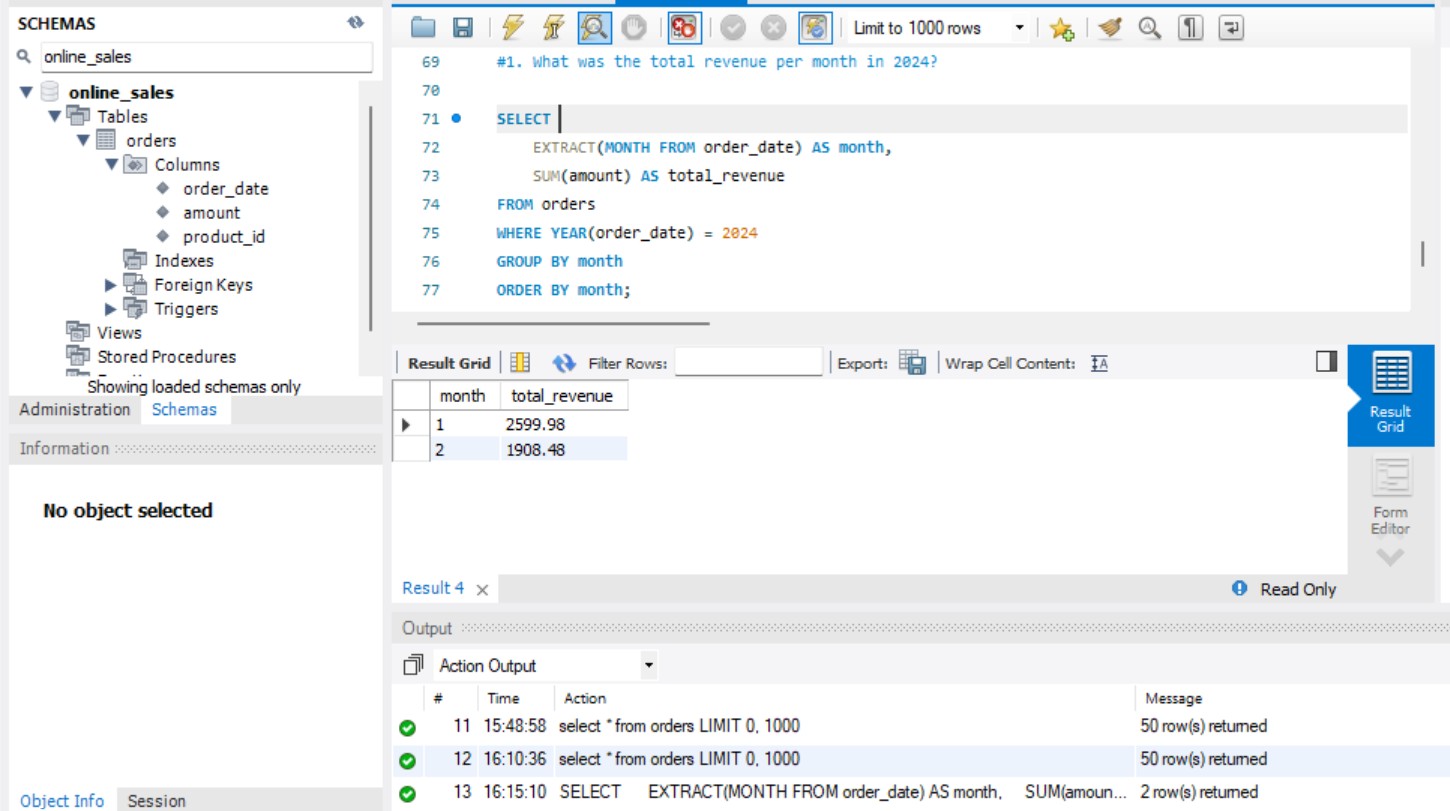 SCHEMAS
online_sales
online_sales
Tables
orders
Columns
order_date
amount
product_id
Indexes
Foreign Keys
Triggers
Views
Stored Procedures
Showing loaded schemas only
Administration Schemas
Information
No object selected
Object Info Session
Limit to 1000 rows
69 #1. What was the total revenue per month in 2024?
70
71 SELECT
72 EXTRACT(MONTH FROM order_date) AS month,
73 SUM(amount) AS total_revenue
74 FROM orders
75 WHERE YEAR(order_date) = 2024
76 GROUP BY month
77 ORDER BY month;
Result Grid Filter Rows: Export: Wrap Cell Content:
month total_revenue
1 2599.98
2 1908.48
Result Grid
Form Editor
Result 4 Read Only
Output
Action Output
# Time Action Message
11 15:48:58 select * from orders LIMIT 0, 1000 50 row(s) returned
12 16:10:36 select * from orders LIMIT 0, 1000 50 row(s) returned
13 16:15:10 SELECT EXTRACT(MONTH FROM order_date) AS month, SUM(amoun... 2 row(s) returned